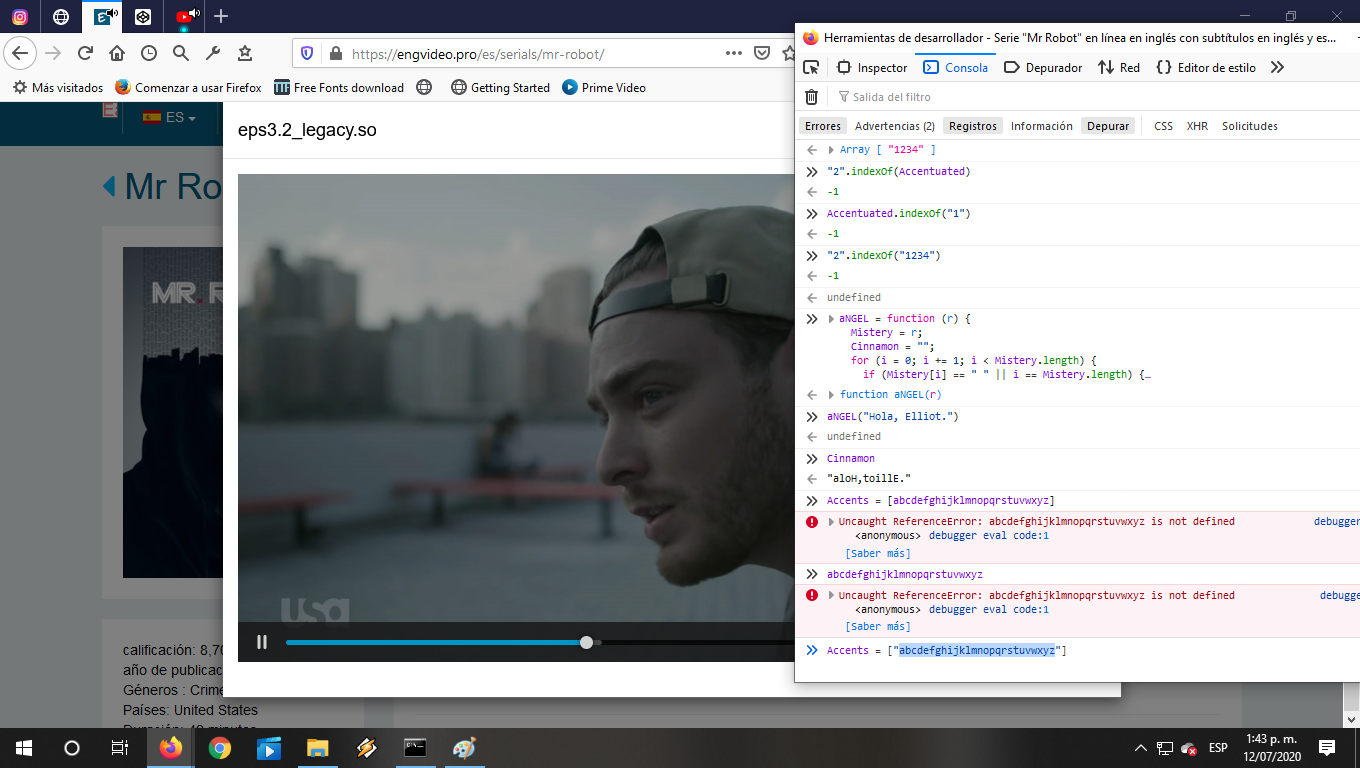 https://engvideo.pro/es/serials/mr-robot/
Más visitados
Comenzar a usar Firefox
Free Fonts download
Getting Started
Prime Video
ES
eps3.2_legacy.so
Mr Ro
MR. R
usa
calificación: 8,70
año de publicac
Géneros : Crime
Países: United States
Herramientas de desarrollador - Serie "Mr Robot" en línea en inglés con subtítulos en inglés y es...
Inspector
Consola
Depurador
Red
Editor de estilo
Salida del filtro
Errores
Advertencias (2)
Registros
Información
Depurar
CSS
XHR
Solicitudes
Array [ "1234" ]
"2".indexOf(Accentuated)
-1
Accentuated.indexOf("1")
-1
"2".indexOf("1234")
-1
undefined
aNGEL = function (r) {
Mistery = r;
Cinnamon = "";
for (i = 0; i += 1; i < Mistery.length) {
if (Mistery[i] == " " || i == Mistery.length) {…
function aNGEL(r)
aNGEL("Hola, Elliot.")
undefined
Cinnamon
"aloH,toillE."
Accents = [abcdefghijklmnopqrstuvwxyz]
Uncaught ReferenceError: abcdefghijklmnopqrstuvwxyz is not defined
debugger
<anonymous> debugger eval code:1
[Saber más]
abcdefghijklmnopqrstuvwxyz
Uncaught ReferenceError: abcdefghijklmnopqrstuvwxyz is not defined
debugge
<anonymous> debugger eval code:1
[Saber más]
Accents = ["abcdefghijklmnopqrstuvwxyz"]
ESP
1:43 p. m.
12/07/2020